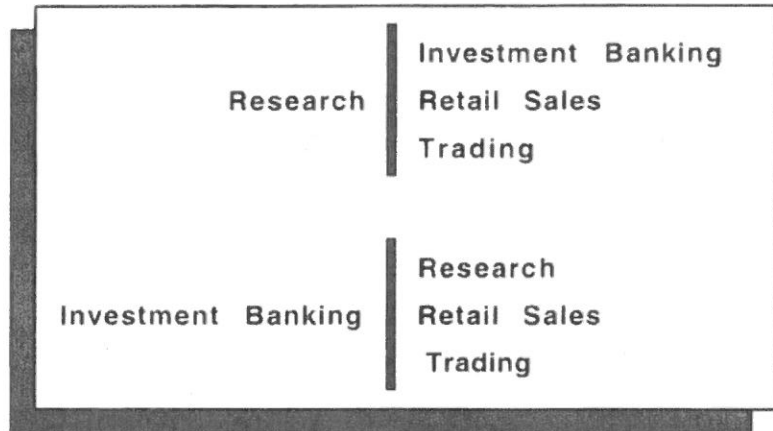 Investment Banking
Research
Retail Sales
Trading
Research
Investment Banking
Retail Sales
Trading